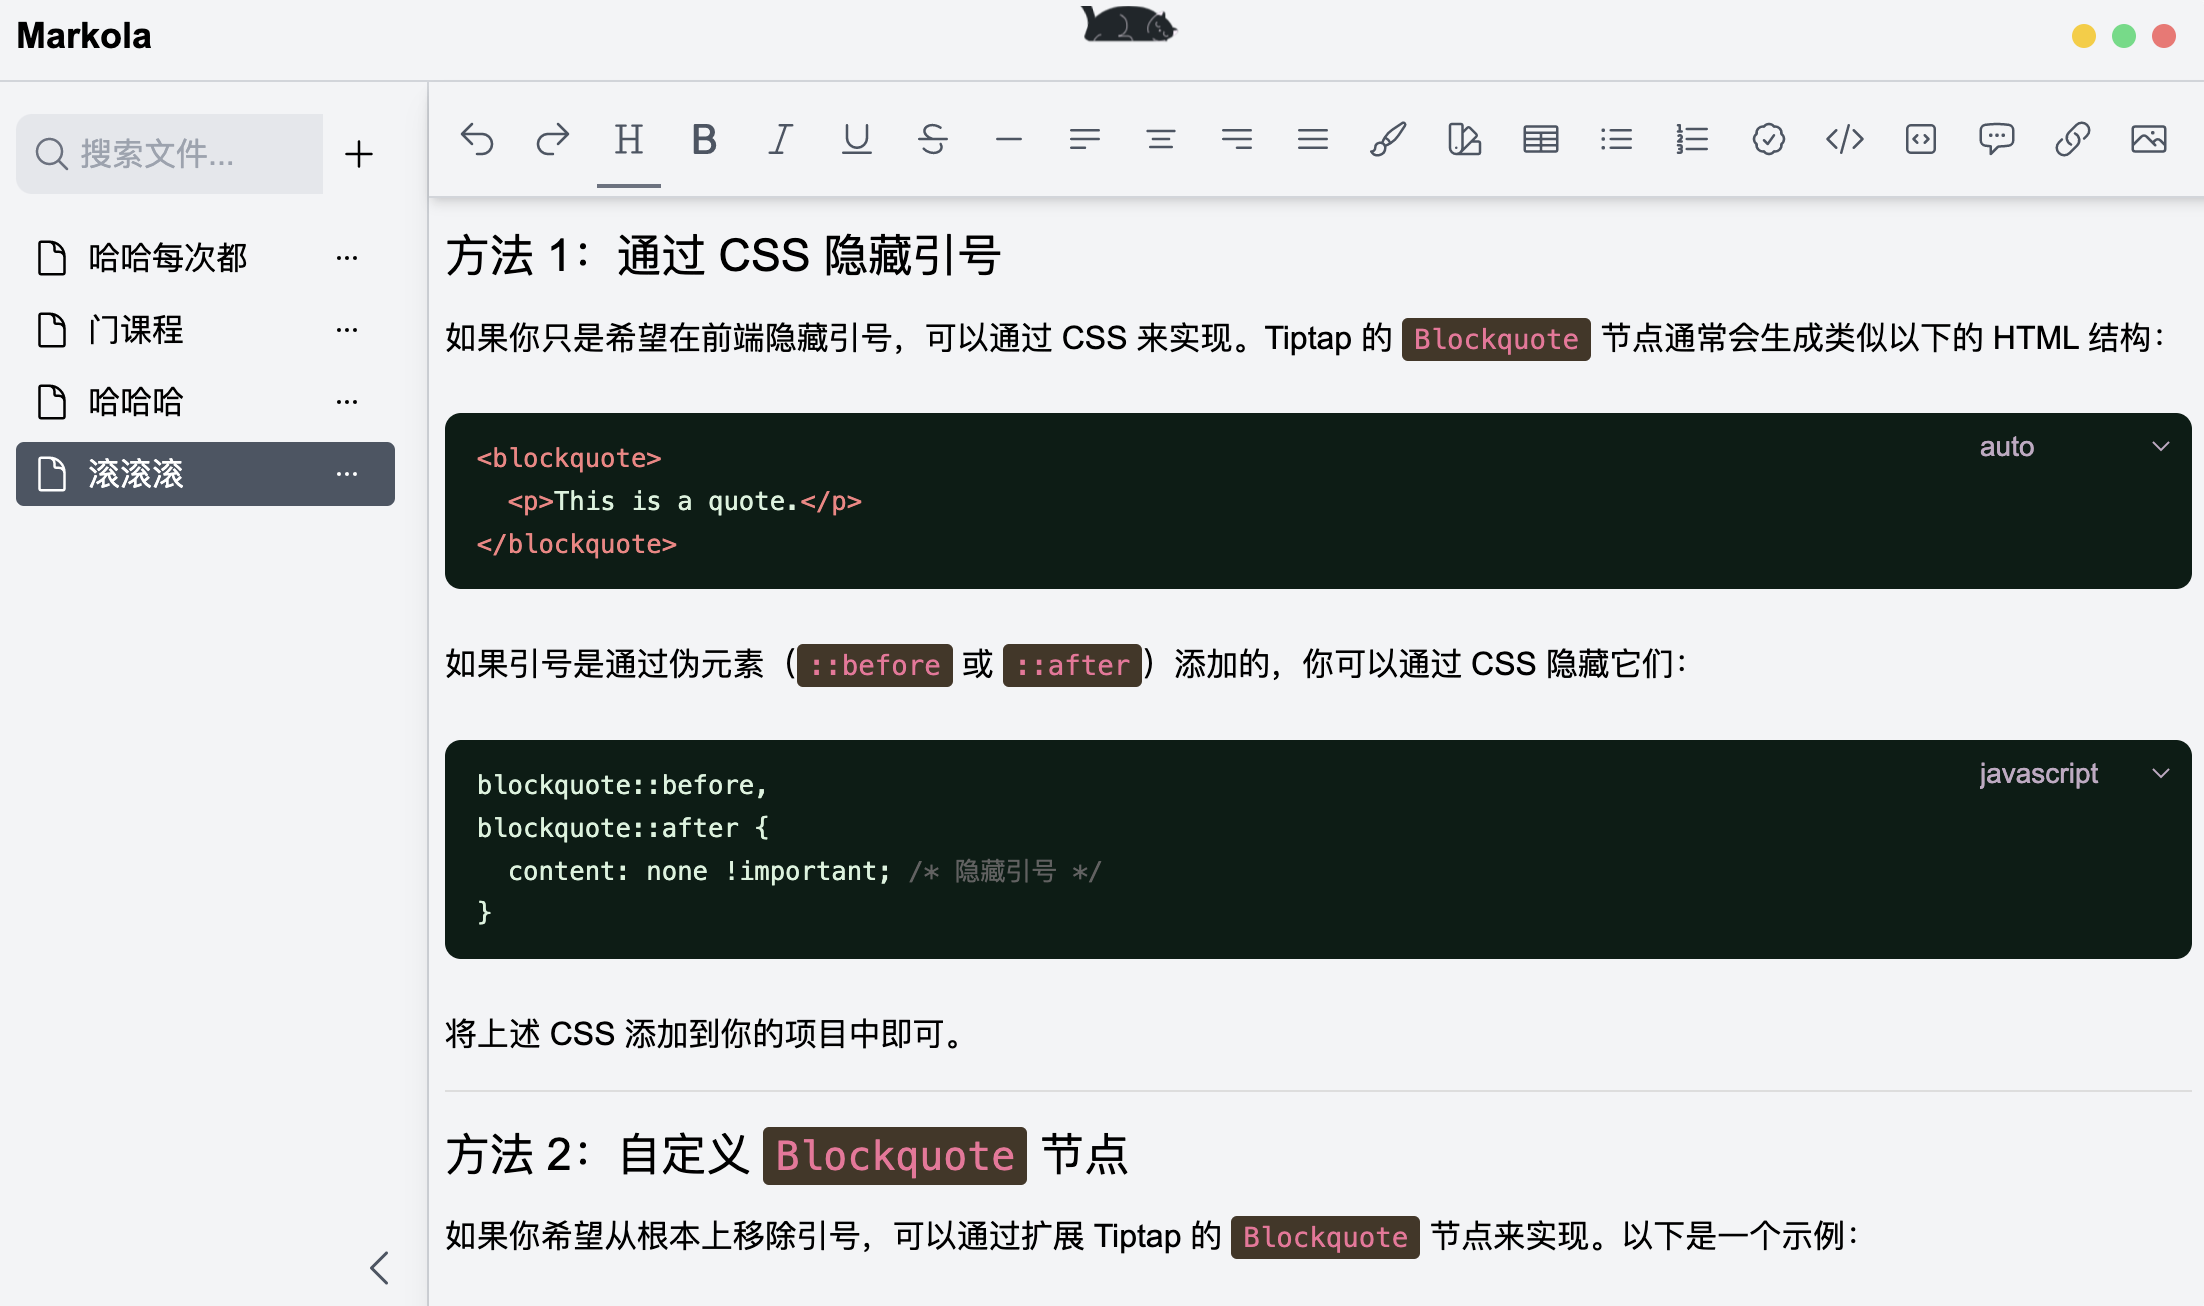 Markola
搜索文件...
哈哈每次都
门课程
哈哈哈
滚滚滚
方法 1：通过 CSS 隐藏引号
如果你只是希望在前端隐藏引号，可以通过 CSS 来实现。Tiptap 的 Blockquote 节点通常会生成类似以下的 HTML 结构：
auto
<blockquote>
  <p>This is a quote.</p>
</blockquote>
如果引号是通过伪元素（::before 或 ::after）添加的，你可以通过 CSS 隐藏它们：
javascript
blockquote::before,
blockquote::after {
  content: none !important; /* 隐藏引号 */
}
将上述 CSS 添加到你的项目中即可。
方法 2：自定义 Blockquote 节点
如果你希望从根本上移除引号，可以通过扩展 Tiptap 的 Blockquote 节点来实现。以下是一个示例：